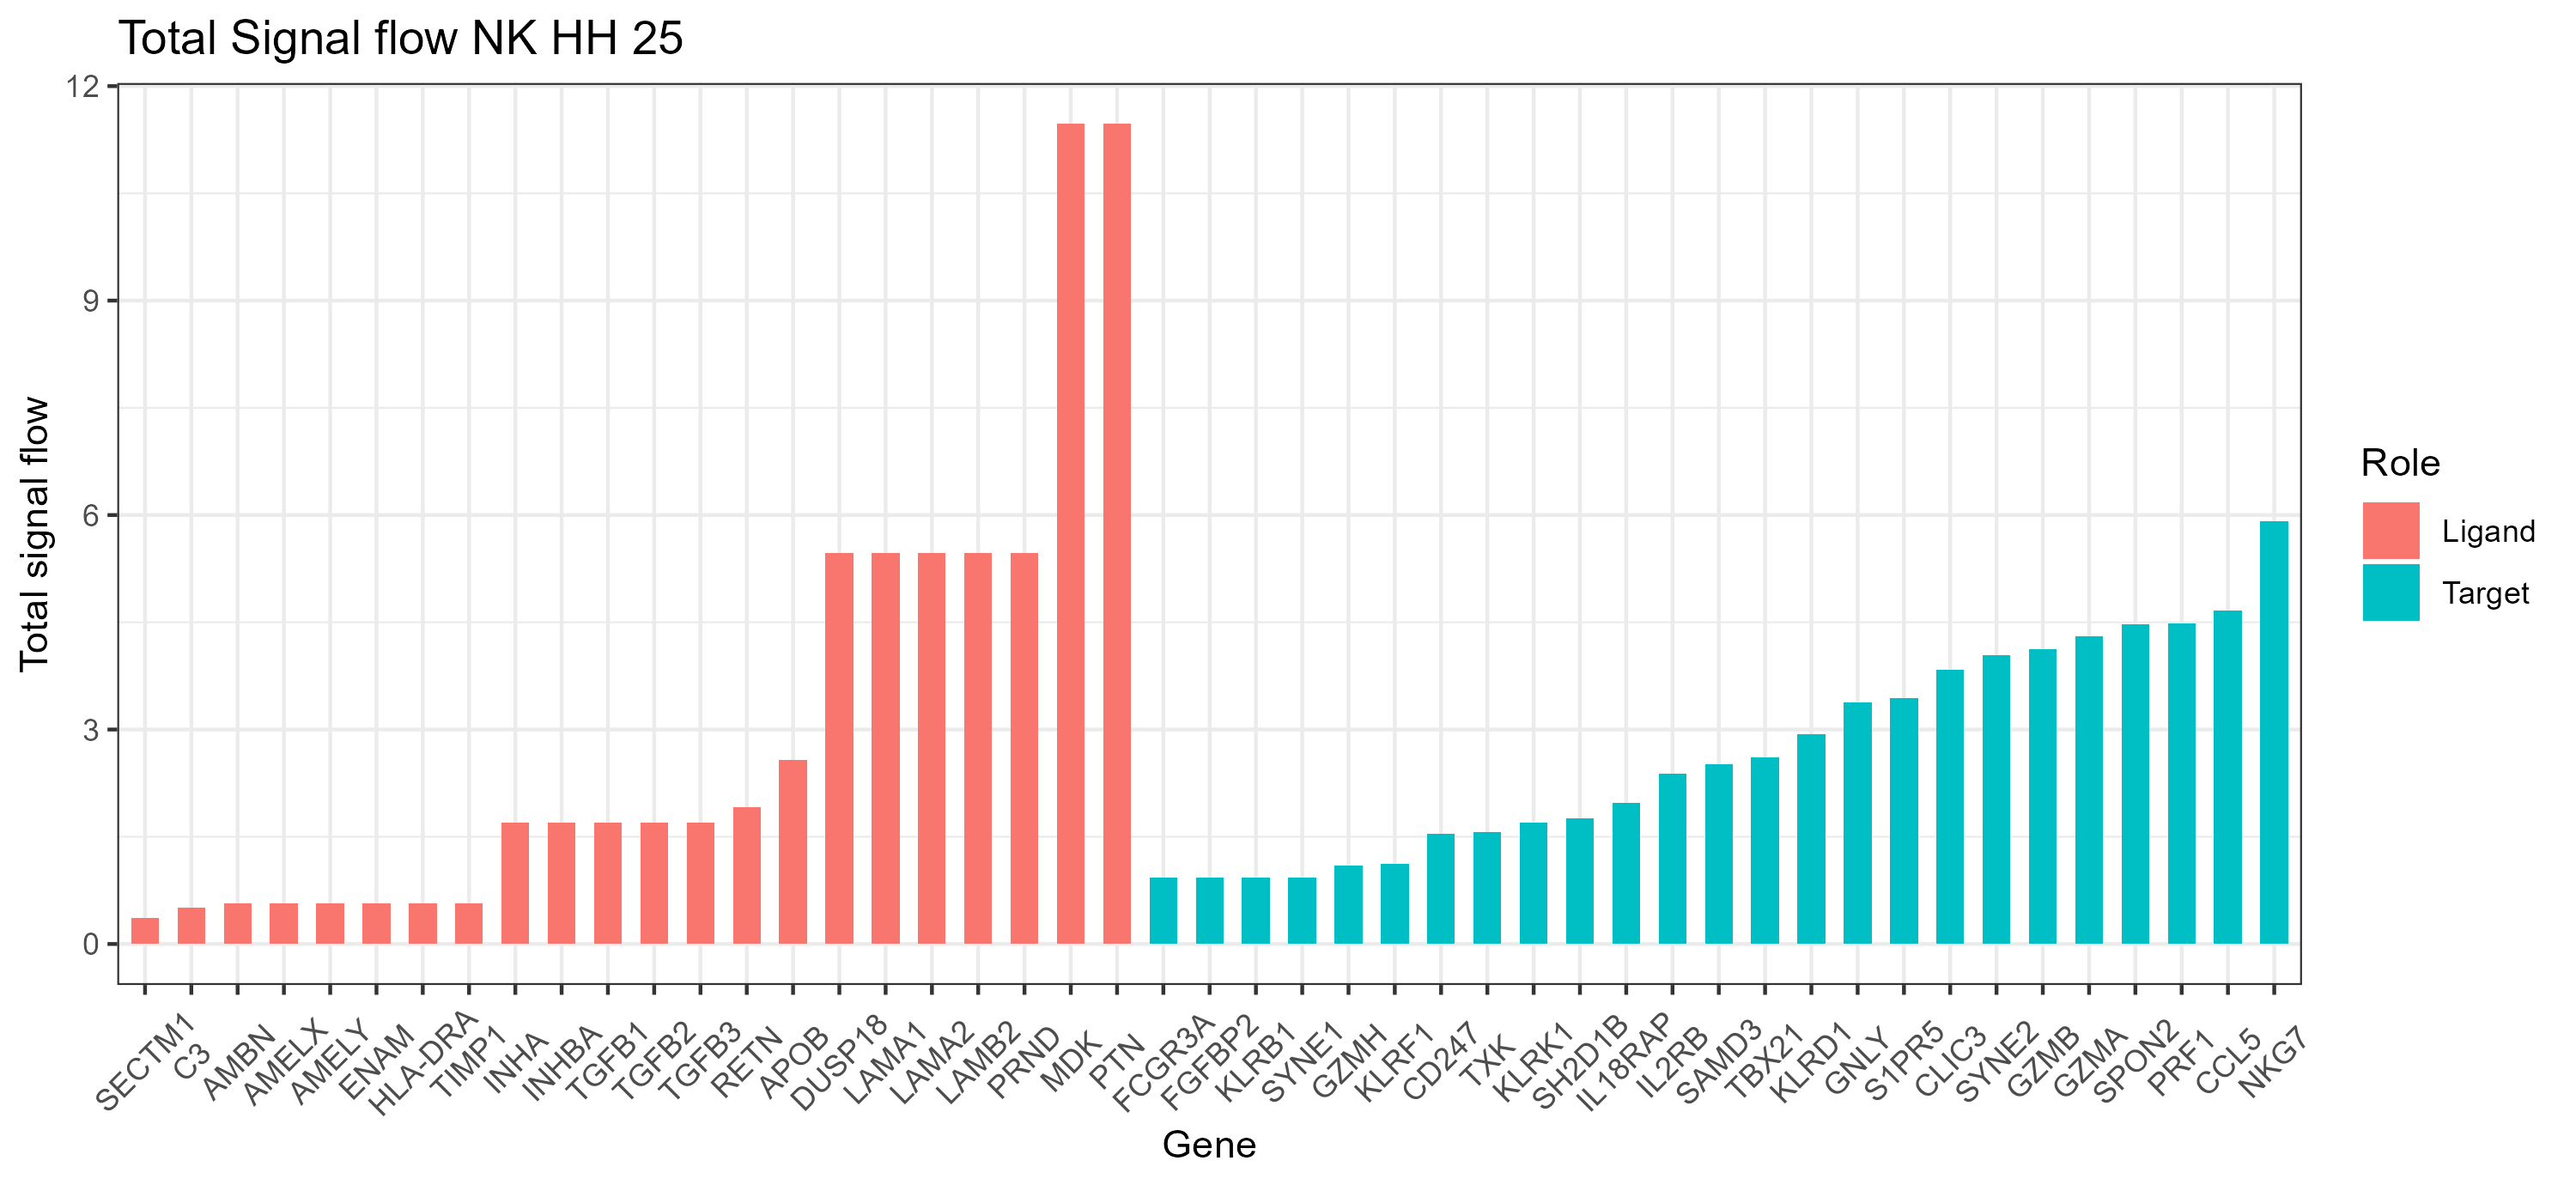 Total Signal flow NK HH 25
12
9
6
3
0
Total signal flow
SECTM1
C3
AMBN
AMELX
AMELY
ENAM
HLA-DRA
TIMP1
INHA
INHBA
TGFB1
TGFB2
TGFB3
RETN
APOB
DUSP18
LAMA1
LAMA2
LAMB2
PRND
MDK
PTN
FCGR3A
FGFBP2
KLRB1
SYNE1
GZMH
KLRF1
CD247
TXK
KLRK1
SH2D1B
IL18RAP
IL2RB
SAMD3
TBX21
KLRD1
GNLY
S1PR5
CLIC3
SYNE2
GZMB
GZMA
SPON2
PRF1
CCL5
NKG7
Gene
Role
Ligand
Target